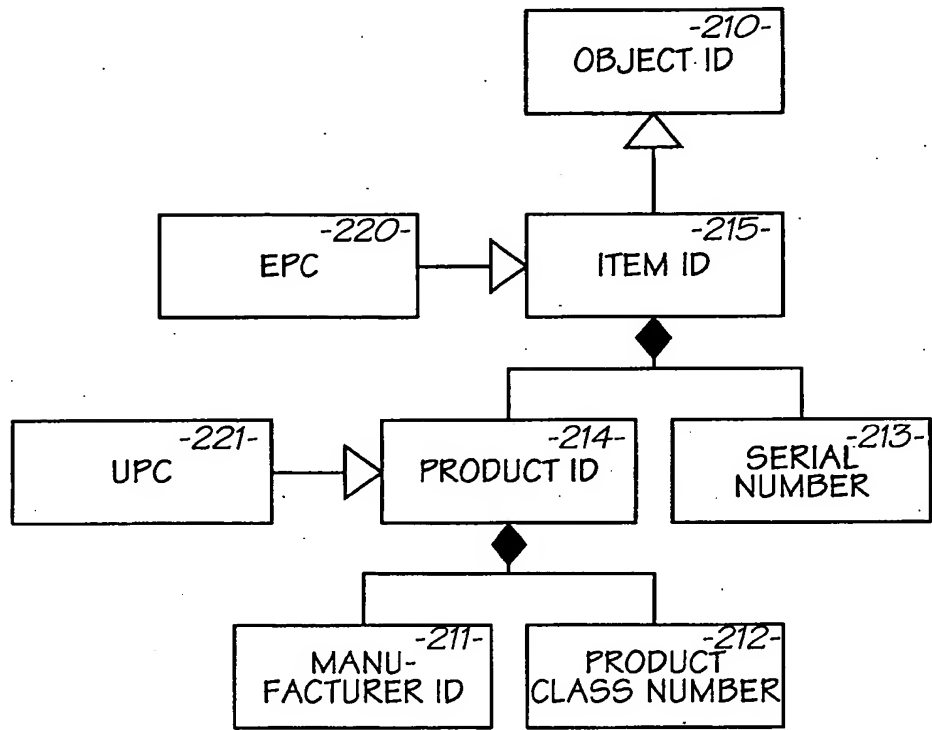 -210-
OBJECT ID
-220-
EPC
-215-
ITEM ID
-221-
UPC
-214-
PRODUCT ID
-213-
SERIAL
NUMBER
-211-
MANU-
FACTURER ID
-212-
PRODUCT
CLASS NUMBER